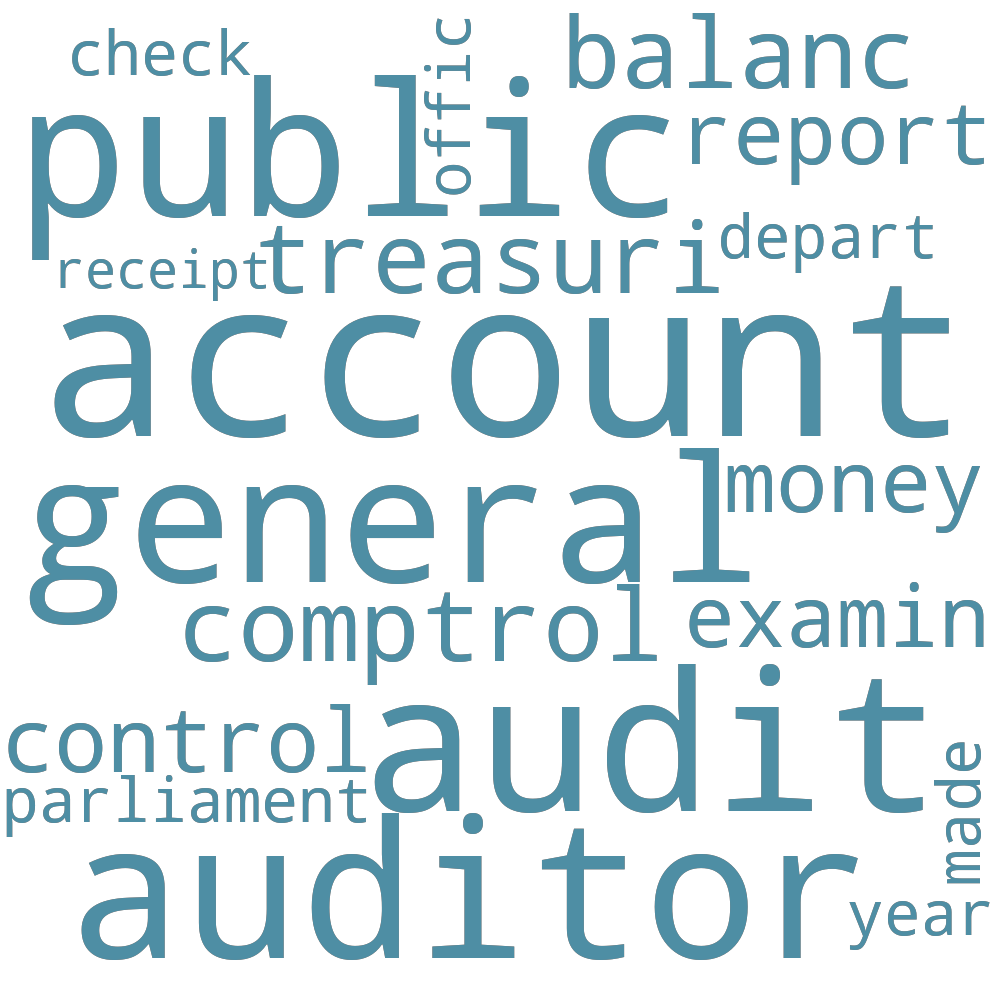 check
offic
balanc
public
report
receipt
treasuri
depart
account
general
money
comptrol
examin
control
audit
parliament
made
auditor
year